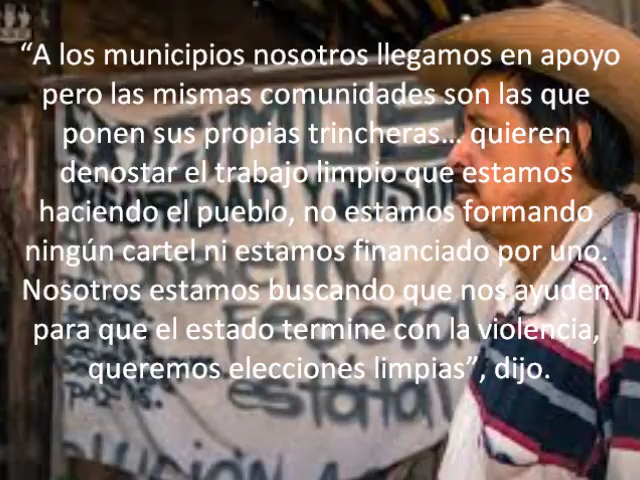 “A los municipios nosotros llegamos en apoyo
pero las mismas comunidades son las que
ponen sus propias trincheras... quieren
denostar el trabajo limpio que estamos
haciendo el pueblo, no estamos formando
ningún cartel ni estamos financiado por uno.
Nosotros estamos buscando que nos ayuden
para que el estado termine con la violencia,
queremos elecciones limpias”, dijo.
estatal